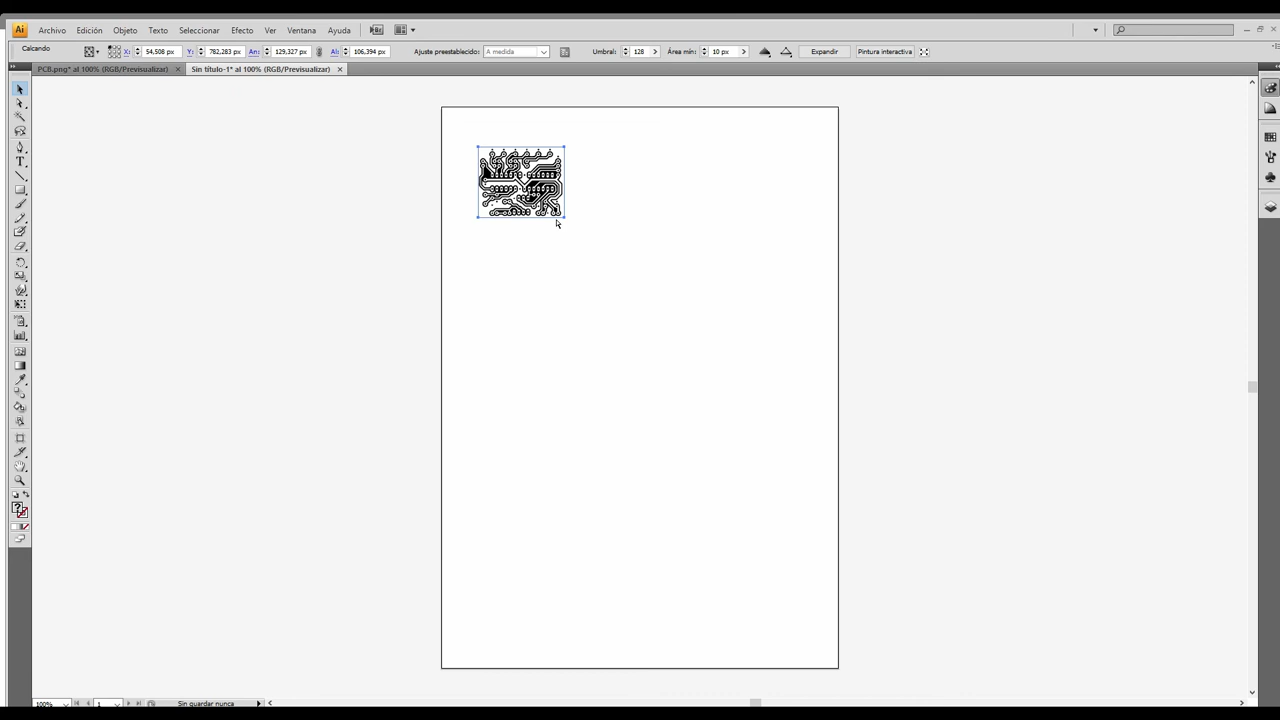 Ai Archivo Edición Objeto Texto Seleccionar Efecto Ver Ventana Ayuda Br
Calcando X: 54,508 px Y: 782,283 px An: 129,327 px Al: 106,394 px Ajuste preestablecido: A medida Umbral: 128 Área mín: 10 px Expandir Pintura interactiva
PCB.png* al 100% (RGB/Previsualizar) × Sin título-1* al 100% (RGB/Previsualizar) ×
T
100% 1 Sin guardar nunca